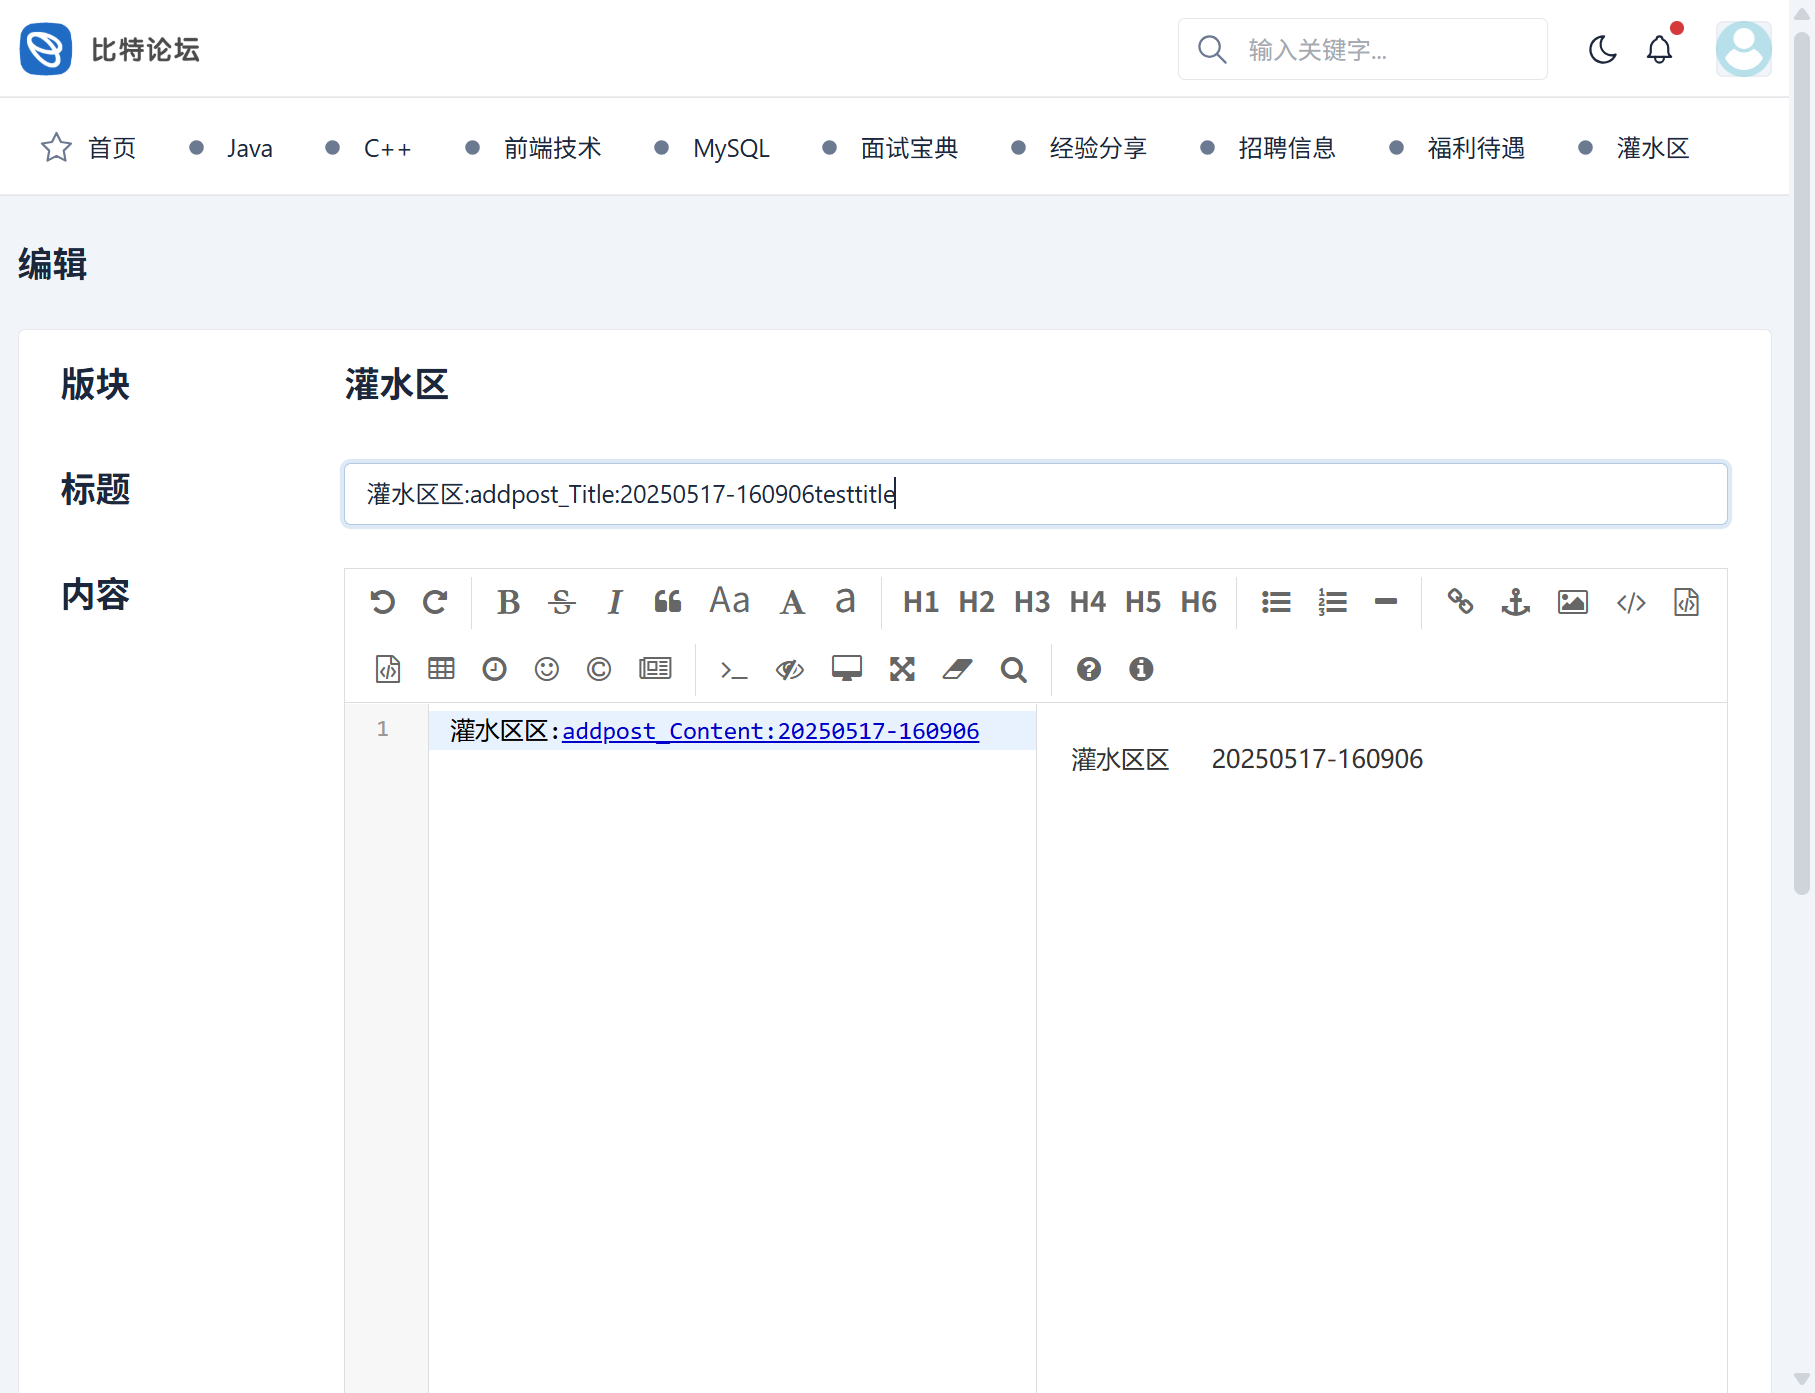 比特论坛
输入关键字...
首页 Java C++ 前端技术 MySQL 面试宝典 经验分享 招聘信息 福利待遇 灌水区
编辑
版块 灌水区
标题 灌水区区:addpost_Title:20250517-160906testtitle
内容
B S I Aa A a H1 H2 H3 H4 H5 H6
1 灌水区区:addpost_Content:20250517-160906
灌水区区 20250517-160906